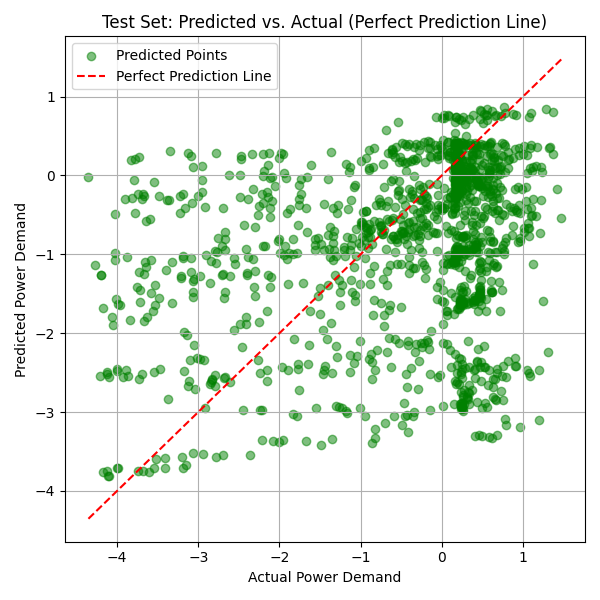 Test Set: Predicted vs. Actual (Perfect Prediction Line)
Predicted Points
Perfect Prediction Line
1
0
−1
−2
−3
−4
Predicted Power Demand
−4 −3 −2 −1 0 1
Actual Power Demand